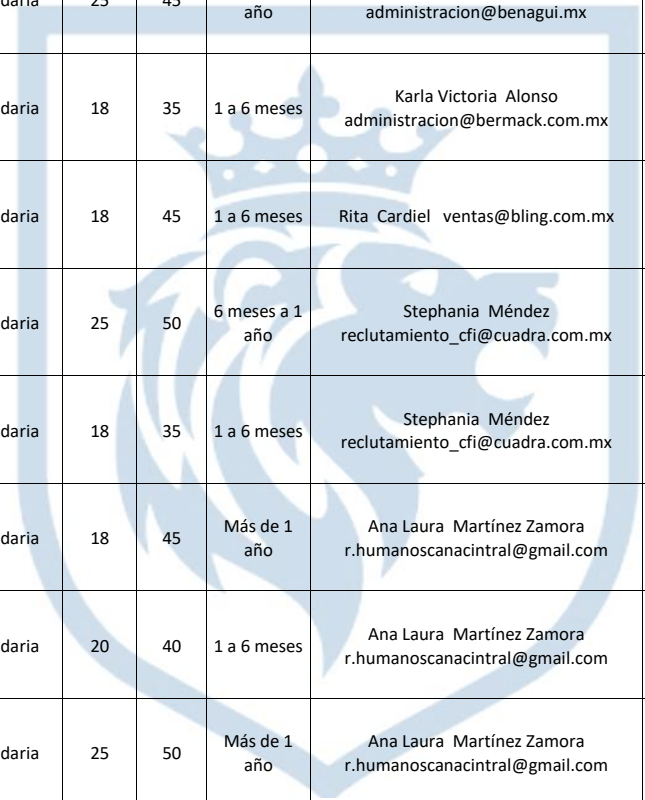 año administracion@benagui.mx
daria 18 35 1 a 6 meses Karla Victoria Alonso
administracion@bermack.com.mx
daria 18 45 1 a 6 meses Rita Cardiel ventas@bling.com.mx
daria 25 50 6 meses a 1
año Stephania Méndez
reclutamiento_cfi@cuadra.com.mx
daria 18 35 1 a 6 meses Stephania Méndez
reclutamiento_cfi@cuadra.com.mx
daria 18 45 Más de 1
año Ana Laura Martínez Zamora
r.humanoscanacintral@gmail.com
daria 20 40 1 a 6 meses Ana Laura Martínez Zamora
r.humanoscanacintral@gmail.com
daria 25 50 Más de 1
año Ana Laura Martínez Zamora
r.humanoscanacintral@gmail.com